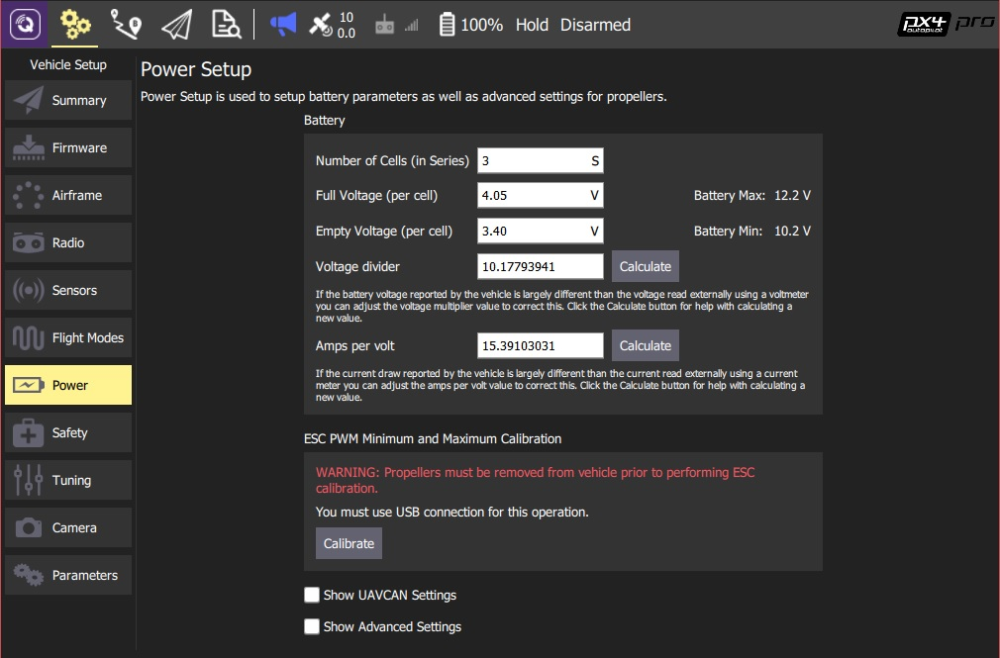 10
0.0
100% Hold Disarmed
px4 pro
autopilot
Vehicle Setup
Summary
Firmware
Airframe
Radio
Sensors
Flight Modes
Power
Safety
Tuning
Camera
Parameters
Power Setup
Power Setup is used to setup battery parameters as well as advanced settings for propellers.
Battery
Number of Cells (in Series) 3 S
Full Voltage (per cell) 4.05 V Battery Max: 12.2 V
Empty Voltage (per cell) 3.40 V Battery Min: 10.2 V
Voltage divider 10.17793941 Calculate
If the battery voltage reported by the vehicle is largely different than the voltage read externally using a voltmeter
you can adjust the voltage multiplier value to correct this. Click the Calculate button for help with calculating a
new value.
Amps per volt 15.39103031 Calculate
If the current draw reported by the vehicle is largely different than the current read externally using a current
meter you can adjust the amps per volt value to correct this. Click the Calculate button for help with calculating a
new value.
ESC PWM Minimum and Maximum Calibration
WARNING: Propellers must be removed from vehicle prior to performing ESC
calibration.
You must use USB connection for this operation.
Calibrate
Show UAVCAN Settings
Show Advanced Settings